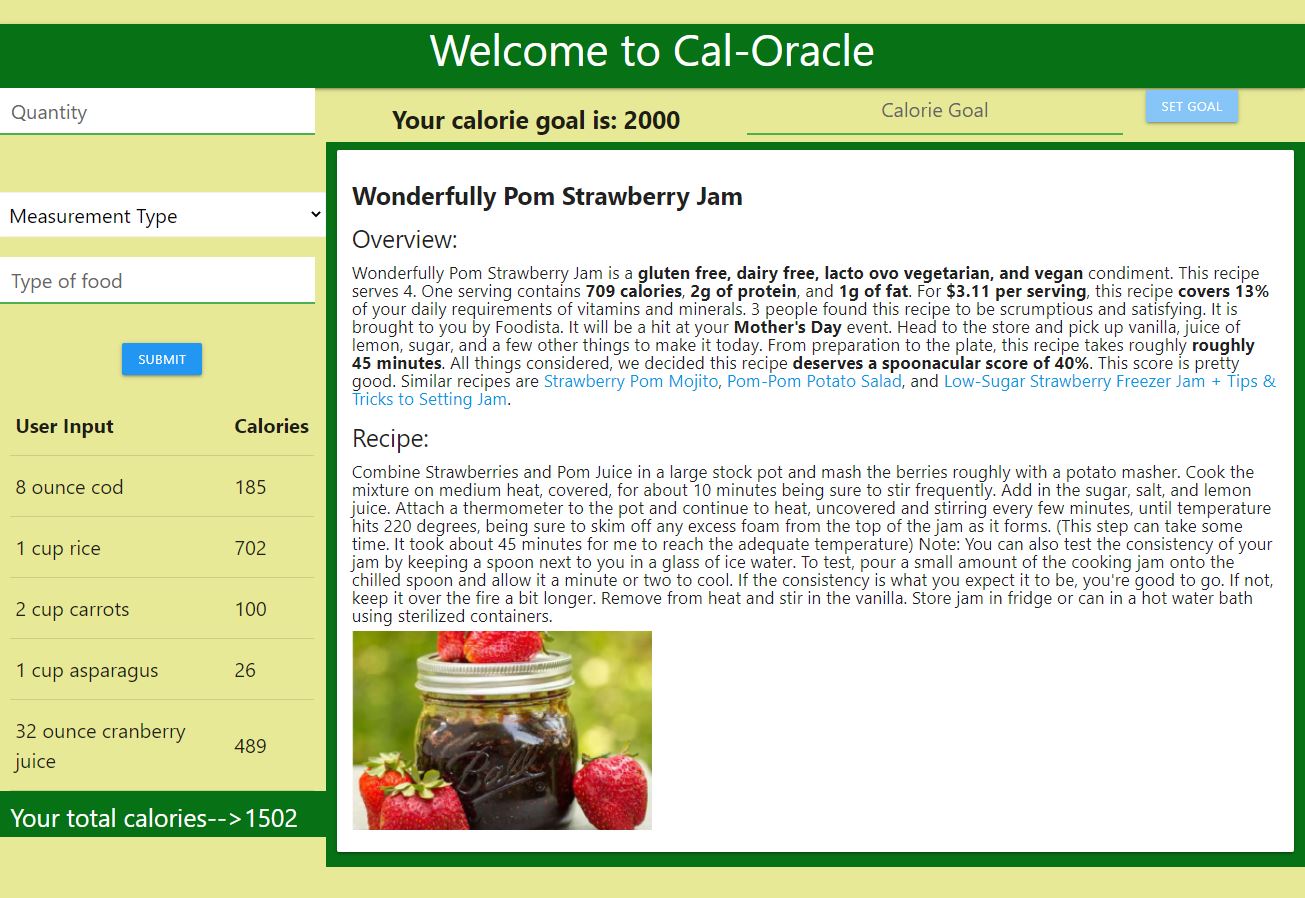 Welcome to Cal-Oracle
Quantity
Your calorie goal is: 2000
Calorie Goal
SET GOAL
Measurement Type
Type of food
SUBMIT
User Input Calories
8 ounce cod 185
1 cup rice 702
2 cup carrots 100
1 cup asparagus 26
32 ounce cranberry
juice 489
Your total calories-->1502
Wonderfully Pom Strawberry Jam
Overview:
Wonderfully Pom Strawberry Jam is a gluten free, dairy free, lacto ovo vegetarian, and vegan condiment. This recipe
serves 4. One serving contains 709 calories, 2g of protein, and 1g of fat. For $3.11 per serving, this recipe covers 13%
of your daily requirements of vitamins and minerals. 3 people found this recipe to be scrumptious and satisfying. It is
brought to you by Foodista. It will be a hit at your Mother's Day event. Head to the store and pick up vanilla, juice of
lemon, sugar, and a few other things to make it today. From preparation to the plate, this recipe takes roughly roughly
45 minutes. All things considered, we decided this recipe deserves a spoonacular score of 40%. This score is pretty
good. Similar recipes are Strawberry Pom Mojito, Pom-Pom Potato Salad, and Low-Sugar Strawberry Freezer Jam + Tips &
Tricks to Setting Jam.
Recipe:
Combine Strawberries and Pom Juice in a large stock pot and mash the berries roughly with a potato masher. Cook the
mixture on medium heat, covered, for about 10 minutes being sure to stir frequently. Add in the sugar, salt, and lemon
juice. Attach a thermometer to the pot and continue to heat, uncovered and stirring every few minutes, until temperature
hits 220 degrees, being sure to skim off any excess foam from the top of the jam as it forms. (This step can take some
time. It took about 45 minutes for me to reach the adequate temperature) Note: You can also test the consistency of your
jam by keeping a spoon next to you in a glass of ice water. To test, pour a small amount of the cooking jam onto the
chilled spoon and allow it a minute or two to cool. If the consistency is what you expect it to be, you're good to go. If not,
keep it over the fire a bit longer. Remove from heat and stir in the vanilla. Store jam in fridge or can in a hot water bath
using sterilized containers.
Ball